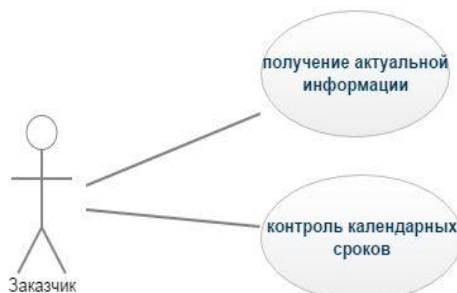 получение актуальной
информации
контроль календарных
сроков
Заказчик